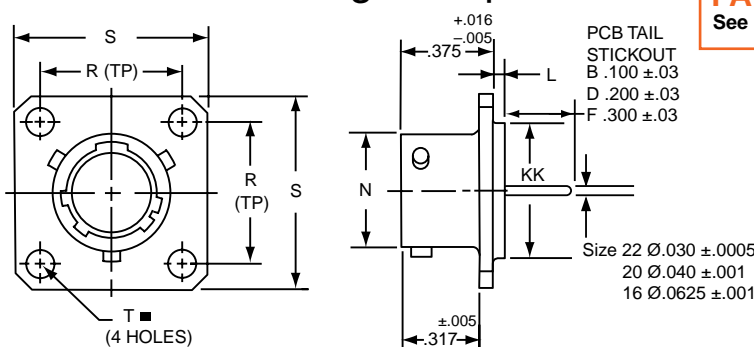 See
S
R (TP)
+.016
–.005
.375
L
PCB TAIL
STICKOUT
B .100 ±.03
D .200 ±.03
F .300 ±.03
R
(TP)
S
N
KK
Size 22 Ø.030 ±.0005
20 Ø.040 ±.001
16 Ø.0625 ±.001
T ■
(4 HOLES)
±.005
.317